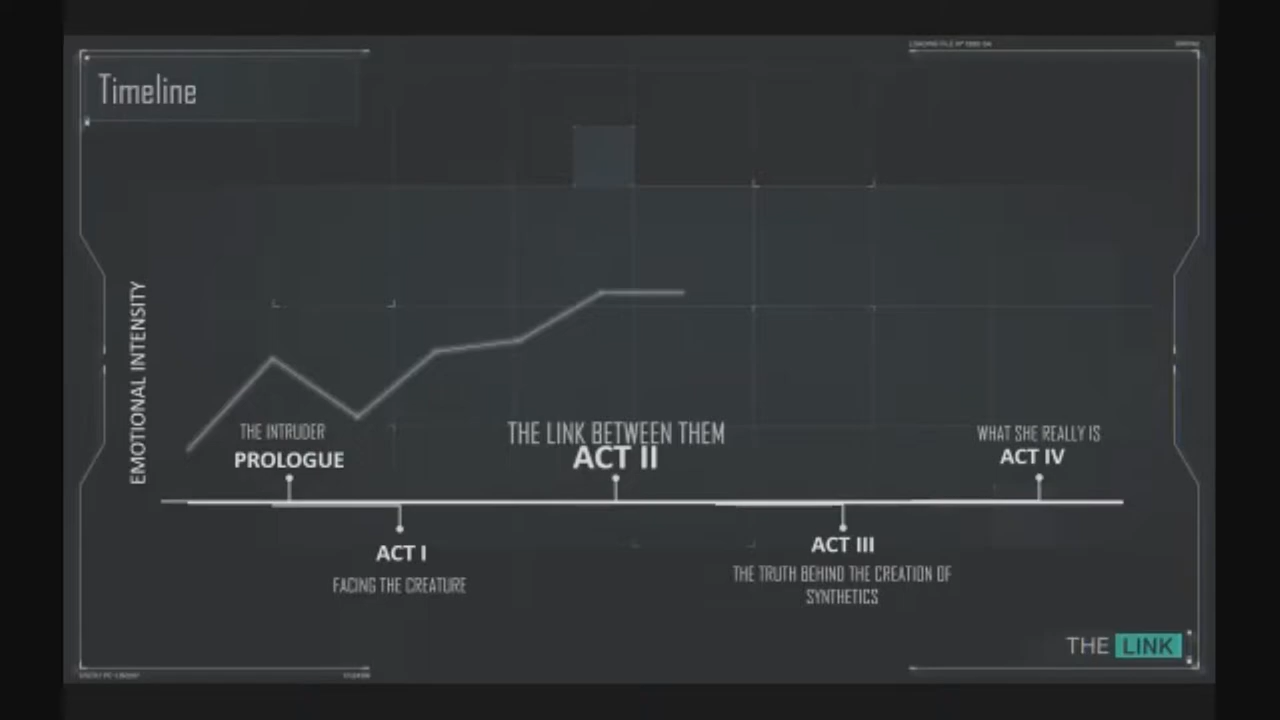 Timeline
EMOTIONAL INTENSITY
THE INTRUDER
PROLOGUE
THE LINK BETWEEN THEM
ACT II
WHAT SHE REALLY IS
ACT IV
ACT I
FACING THE CREATURE
ACT III
THE TRUTH BEHIND THE CREATION OF
SYNTHETICS
THE LINK